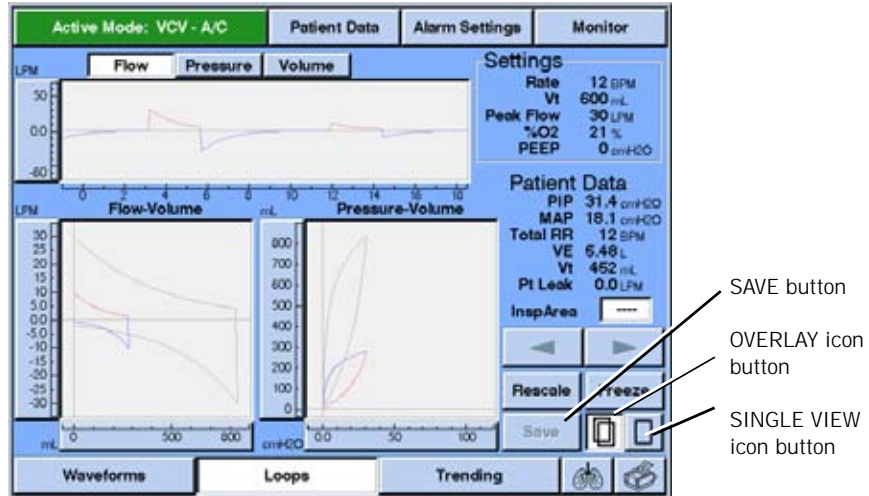 Active Mode: VCV - A/C
Patient Data
Alarm Settings
Monitor
LPM
Flow
Pressure
Volume
30
0.0
-60
0 2 4 6 8 10 12 14 16 18
Settings
Rate 12 BPM
Vt 600 mL
Peak Flow 30 LPM
%O2 21 %
PEEP 0 cmH2O
Patient Data
PIP 31.4 cmH2O
MAP 18.1 cmH2O
Total RR 12 BPM
VE 6.48 L
Vt 452 mL
Pt Leak 0.0 LPM
InspArea ----
LPM
Flow-Volume
30
20
15
10
5.0
0.0
-5.0
-10
-20
-25
-30
mL
0 500 800
mL
Pressure-Volume
800
700
600
400
300
200
100
0
cmH2O
0.0 50 100
Rescale
Freeze
Save
Waveforms
Loops
Trending
SAVE button
OVERLAY icon
button
SINGLE VIEW
icon button